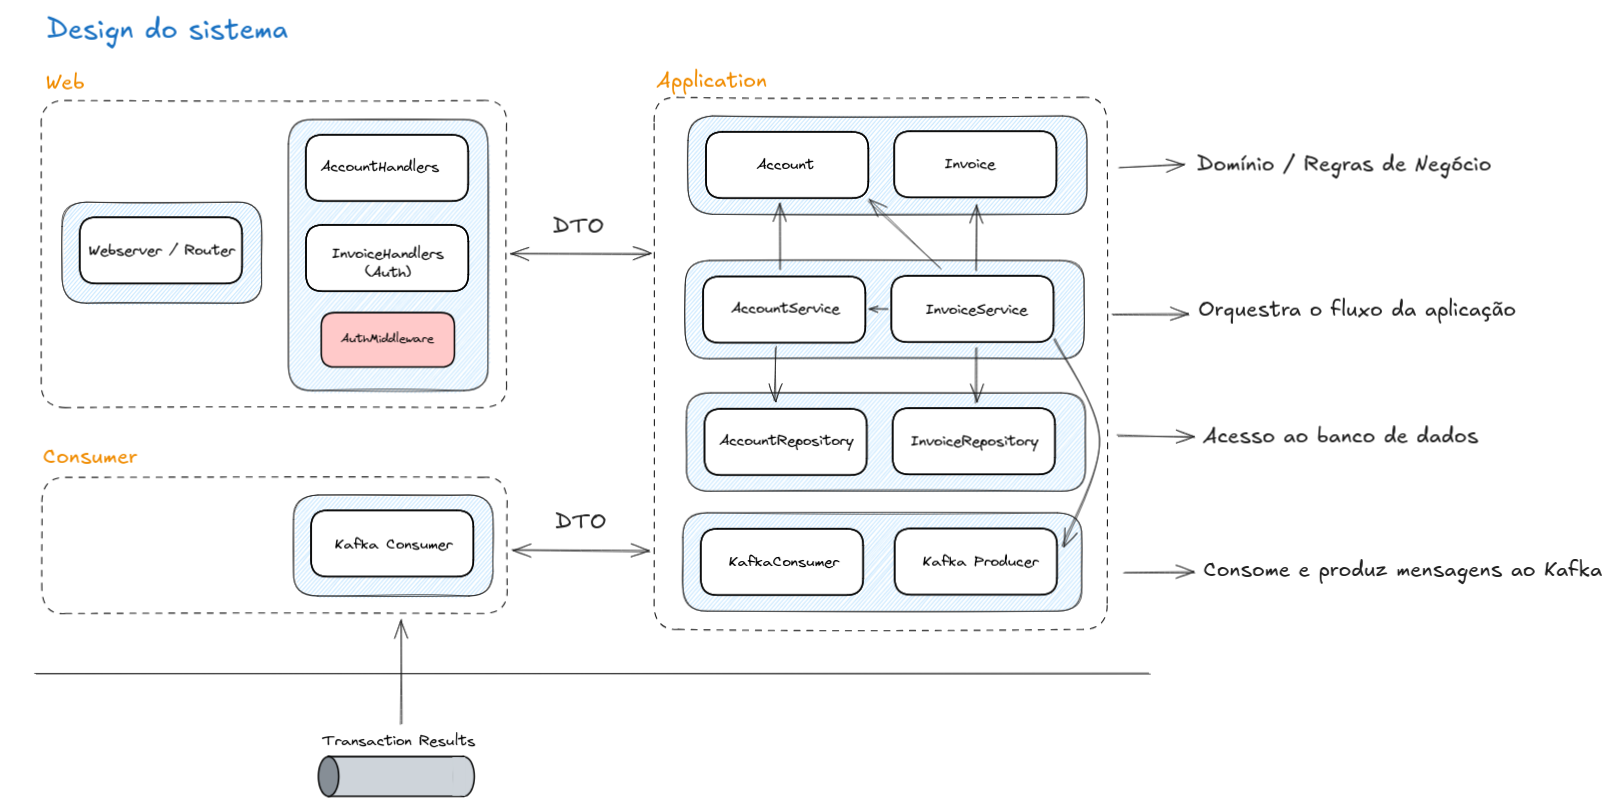 Design do sistema
Web
Webserver / Router
AccountHandlers
InvoiceHandlers
(Auth)
AuthMiddleware
DTO
Application
Account
Invoice
Domínio / Regras de Negócio
AccountService
InvoiceService
Orquestra o fluxo da aplicação
AccountRepository
InvoiceRepository
Acesso ao banco de dados
Consumer
Kafka Consumer
DTO
KafkaConsumer
Kafka Producer
Consome e produz mensagens ao Kafka
Transaction Results